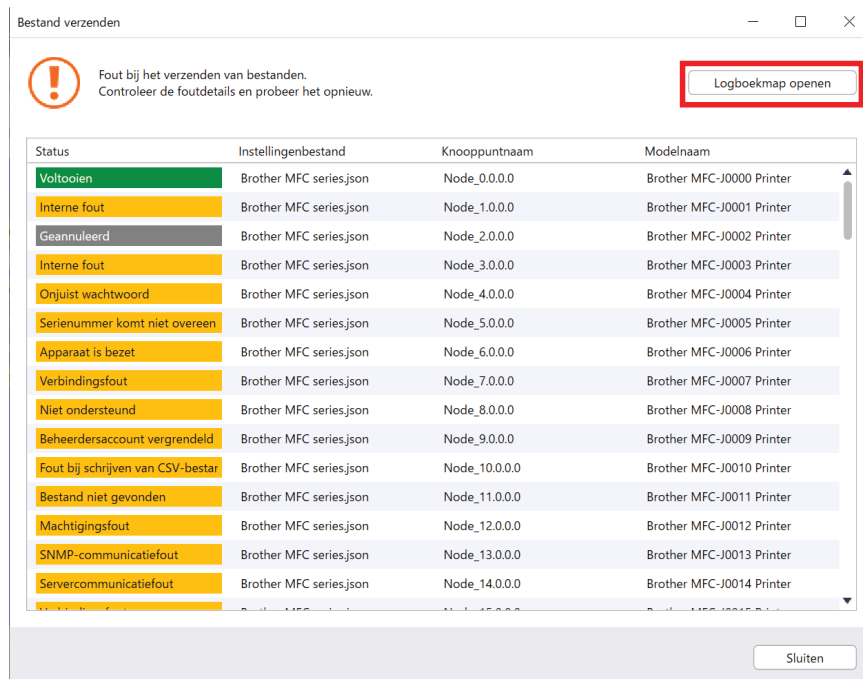 Bestand verzenden
Fout bij het verzenden van bestanden.
Controleer de foutdetails en probeer het opnieuw.
Logboekmap openen
Status Instellingenbestand Knooppuntnaam Modelnaam
Voltooien Brother MFC series.json Node_0.0.0.0 Brother MFC-J0000 Printer
Interne fout Brother MFC series.json Node_1.0.0.0 Brother MFC-J0001 Printer
Geannuleerd Brother MFC series.json Node_2.0.0.0 Brother MFC-J0002 Printer
Interne fout Brother MFC series.json Node_3.0.0.0 Brother MFC-J0003 Printer
Onjuist wachtwoord Brother MFC series.json Node_4.0.0.0 Brother MFC-J0004 Printer
Serienummer komt niet overeen Brother MFC series.json Node_5.0.0.0 Brother MFC-J0005 Printer
Apparaat is bezet Brother MFC series.json Node_6.0.0.0 Brother MFC-J0006 Printer
Verbindingsfout Brother MFC series.json Node_7.0.0.0 Brother MFC-J0007 Printer
Niet ondersteund Brother MFC series.json Node_8.0.0.0 Brother MFC-J0008 Printer
Beheerdersaccount vergrendeld Brother MFC series.json Node_9.0.0.0 Brother MFC-J0009 Printer
Fout bij schrijven van CSV-bestar Brother MFC series.json Node_10.0.0.0 Brother MFC-J0010 Printer
Bestand niet gevonden Brother MFC series.json Node_11.0.0.0 Brother MFC-J0011 Printer
Machtigingsfout Brother MFC series.json Node_12.0.0.0 Brother MFC-J0012 Printer
SNMP-communicatiefout Brother MFC series.json Node_13.0.0.0 Brother MFC-J0013 Printer
Servercommunicatiefout Brother MFC series.json Node_14.0.0.0 Brother MFC-J0014 Printer
Sluiten